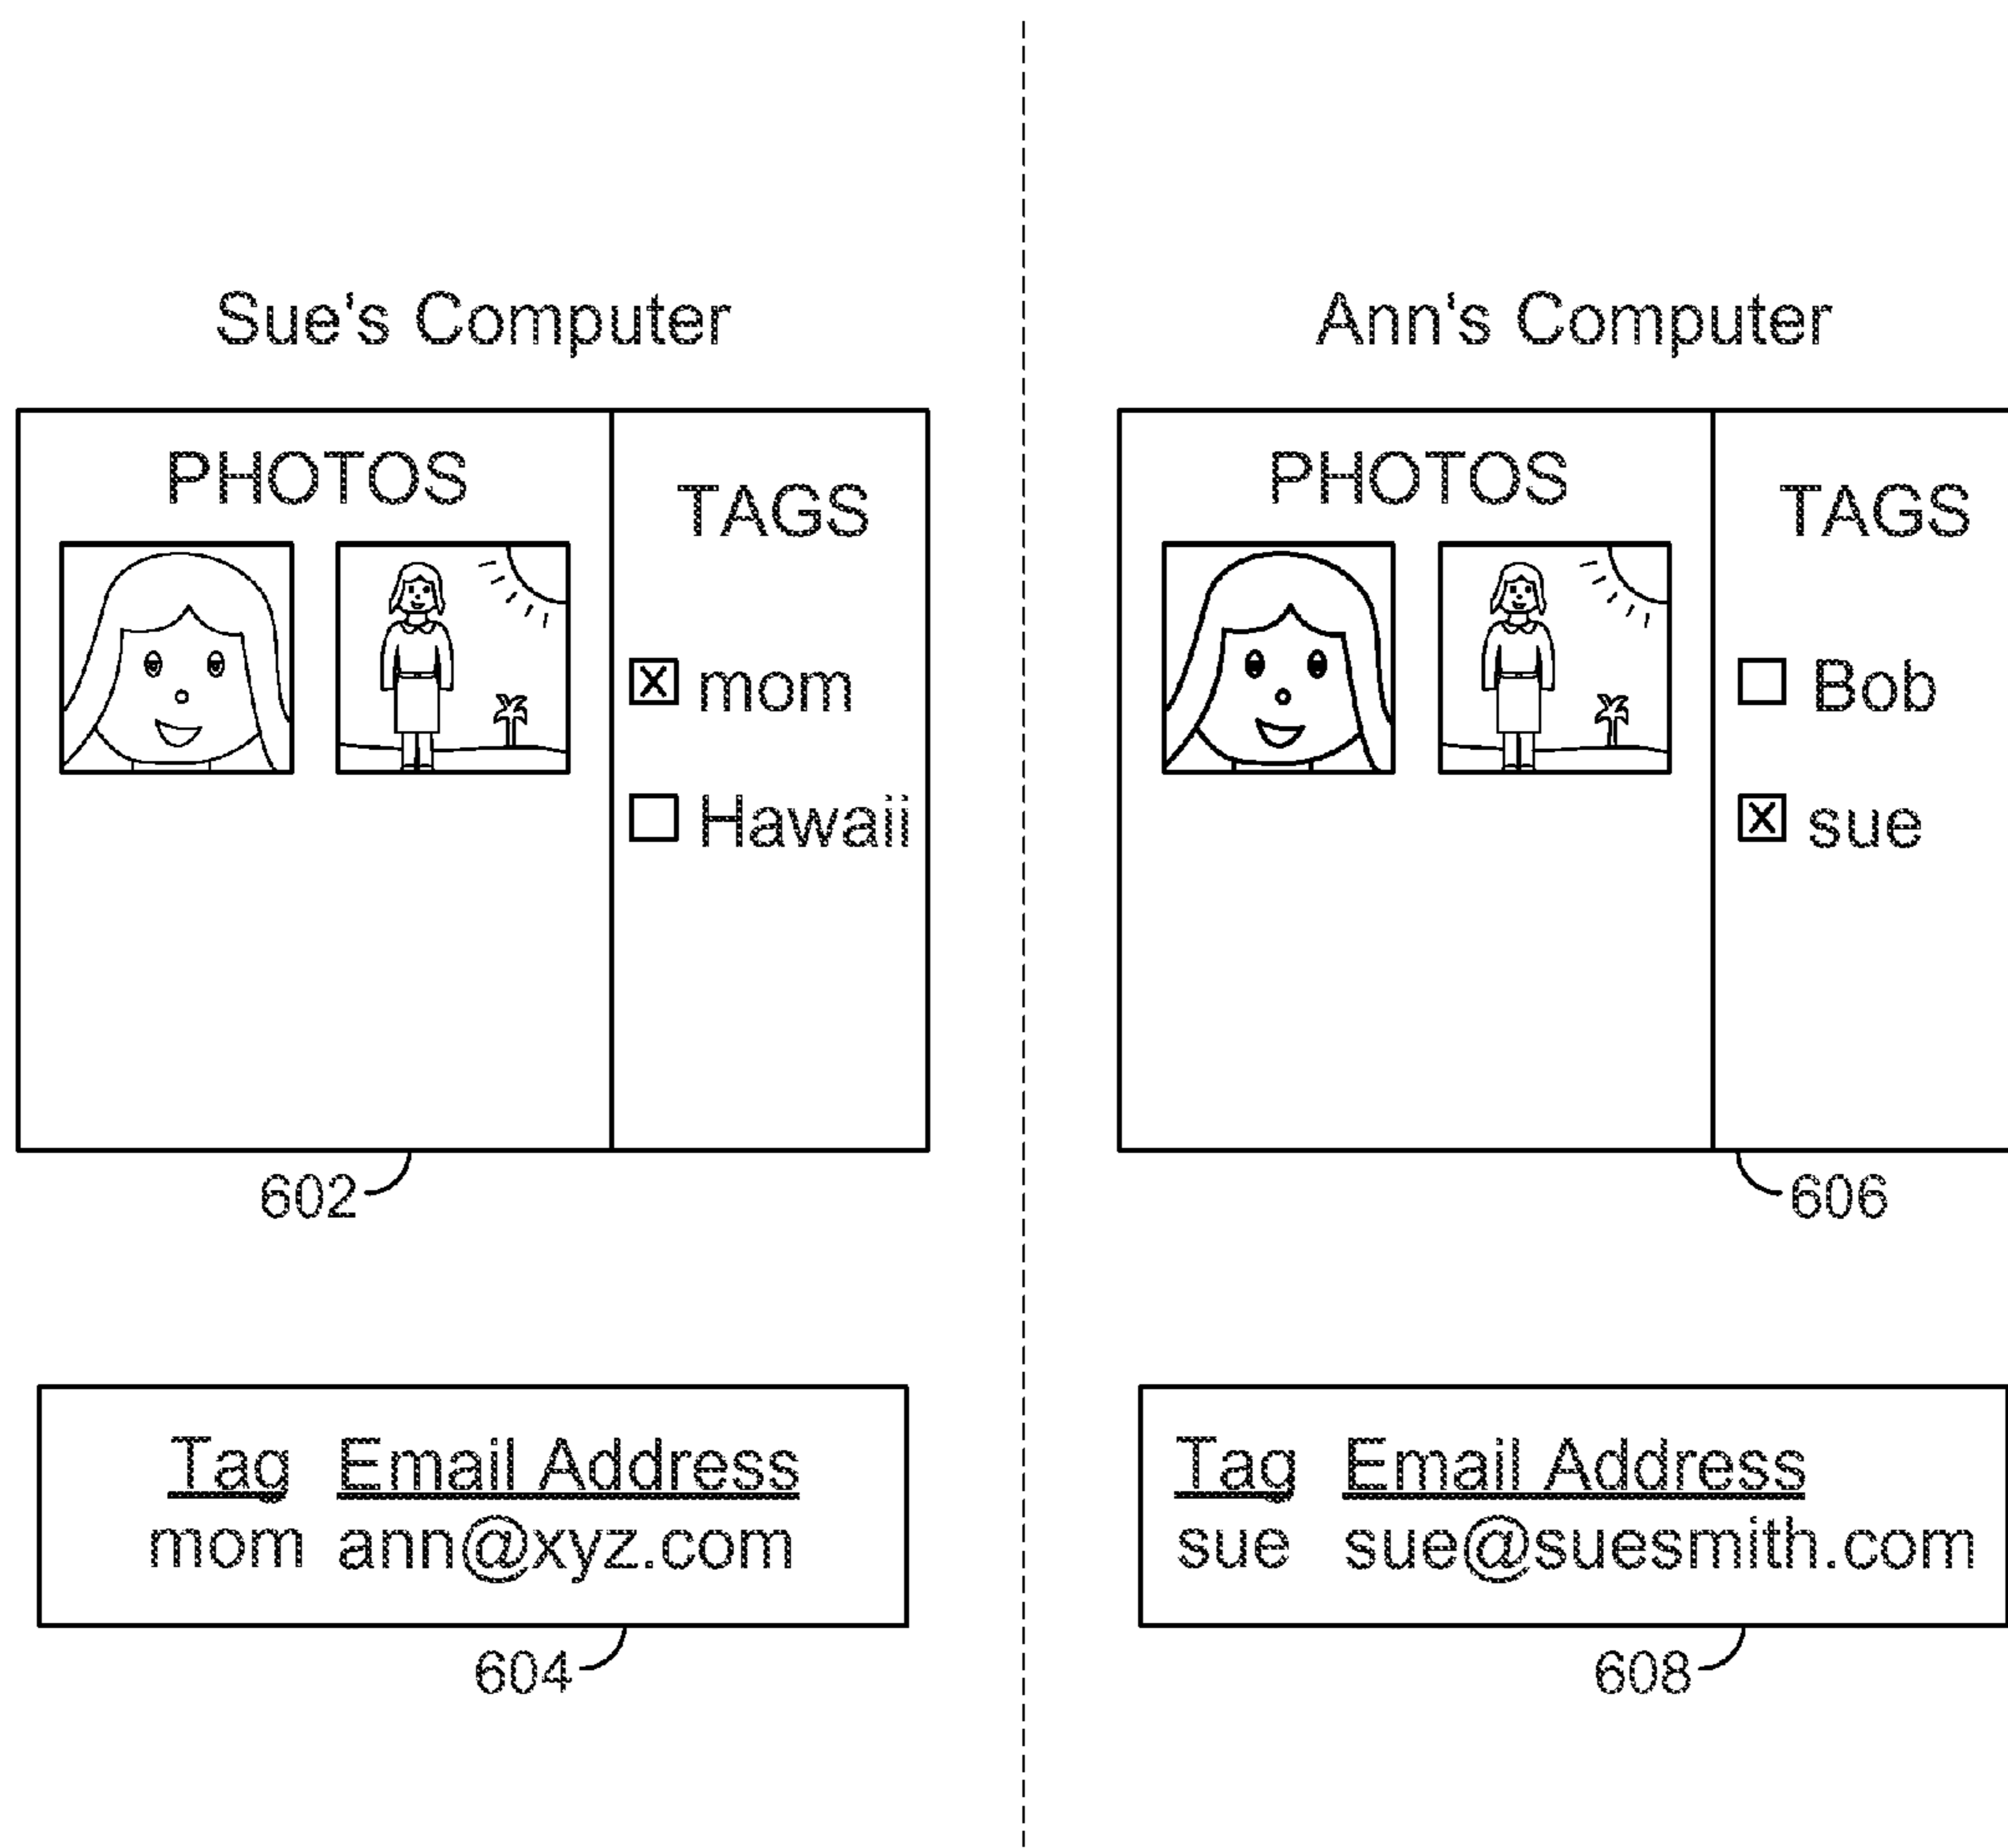 Sue's Computer
PHOTOS
TAGS
mom
Hawaii
602
Tag Email Address
mom ann@xyz.com
604
Ann's Computer
PHOTOS
TAGS
Bob
sue
606
Tag Email Address
sue sue@suesmith.com
608